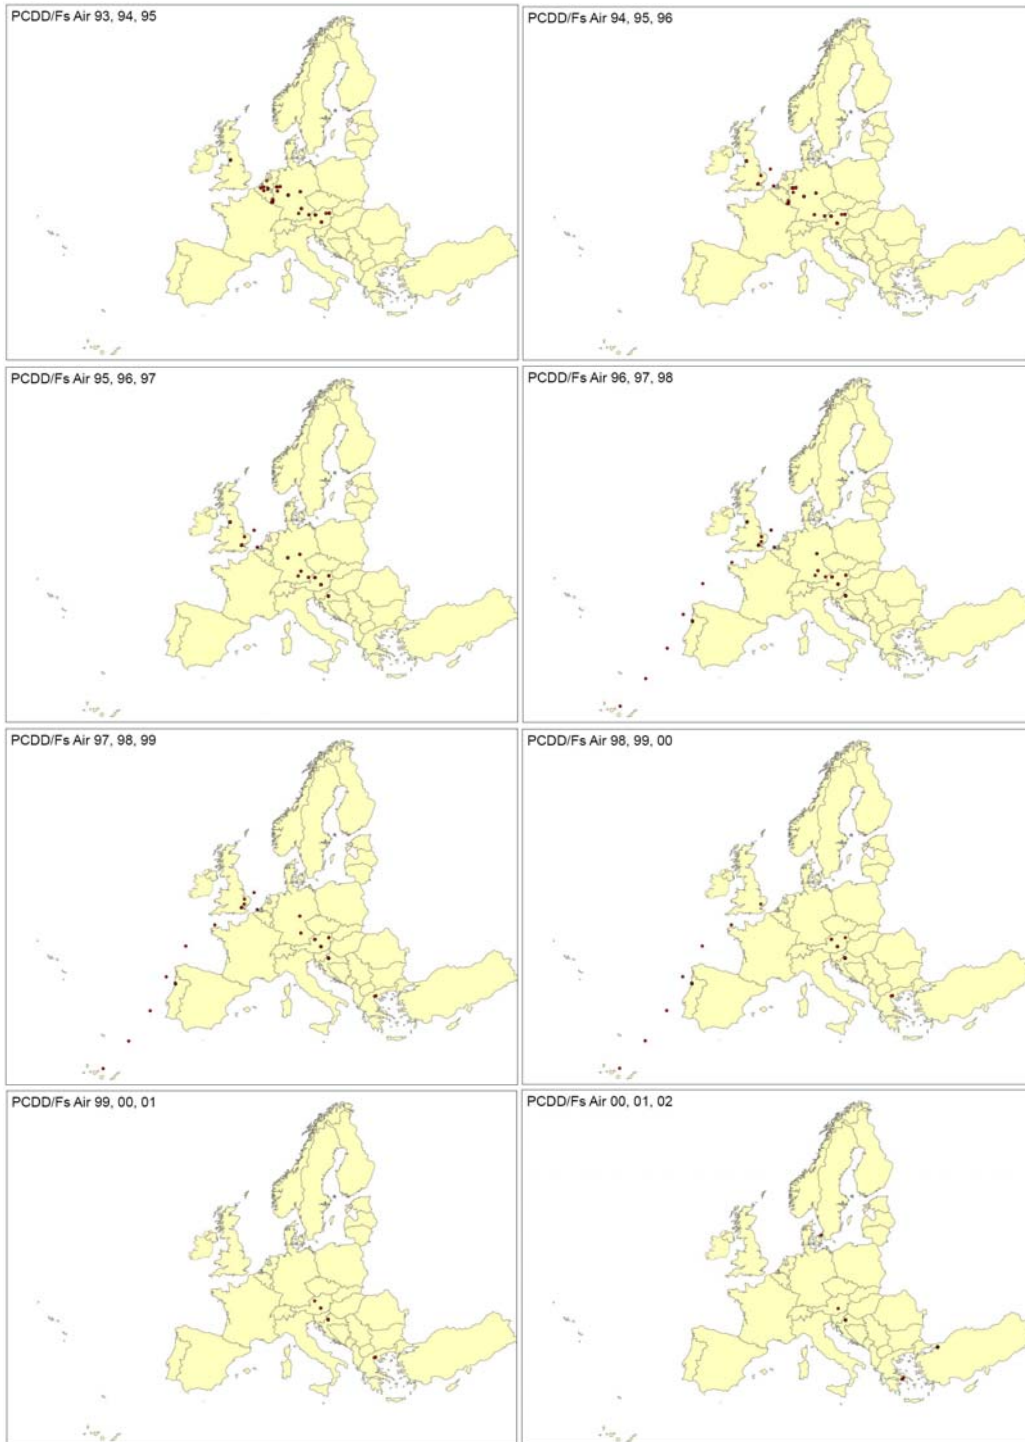 PCDD/Fs Air 93, 94, 95
PCDD/Fs Air 94, 95, 96
PCDD/Fs Air 95, 96, 97
PCDD/Fs Air 96, 97, 98
PCDD/Fs Air 97, 98, 99
PCDD/Fs Air 98, 99, 00
PCDD/Fs Air 99, 00, 01
PCDD/Fs Air 00, 01, 02